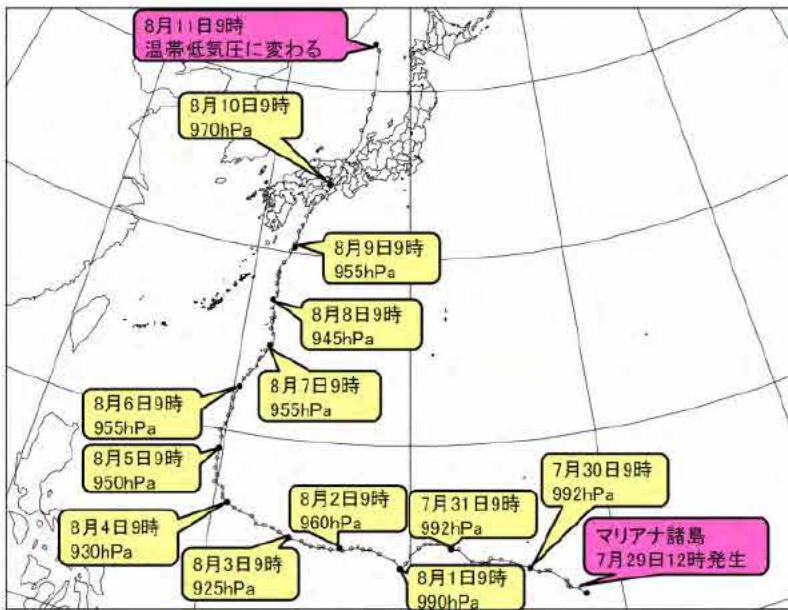 8月11日9時
温帯低気圧に変わる
8月10日9時
970hPa
8月9日9時
955hPa
8月8日9時
945hPa
8月7日9時
955hPa
8月6日9時
955hPa
8月5日9時
950hPa
8月4日9時
930hPa
8月3日9時
925hPa
8月2日9時
960hPa
8月1日9時
990hPa
7月31日9時
992hPa
7月30日9時
992hPa
マリアナ諸島
7月29日12時発生